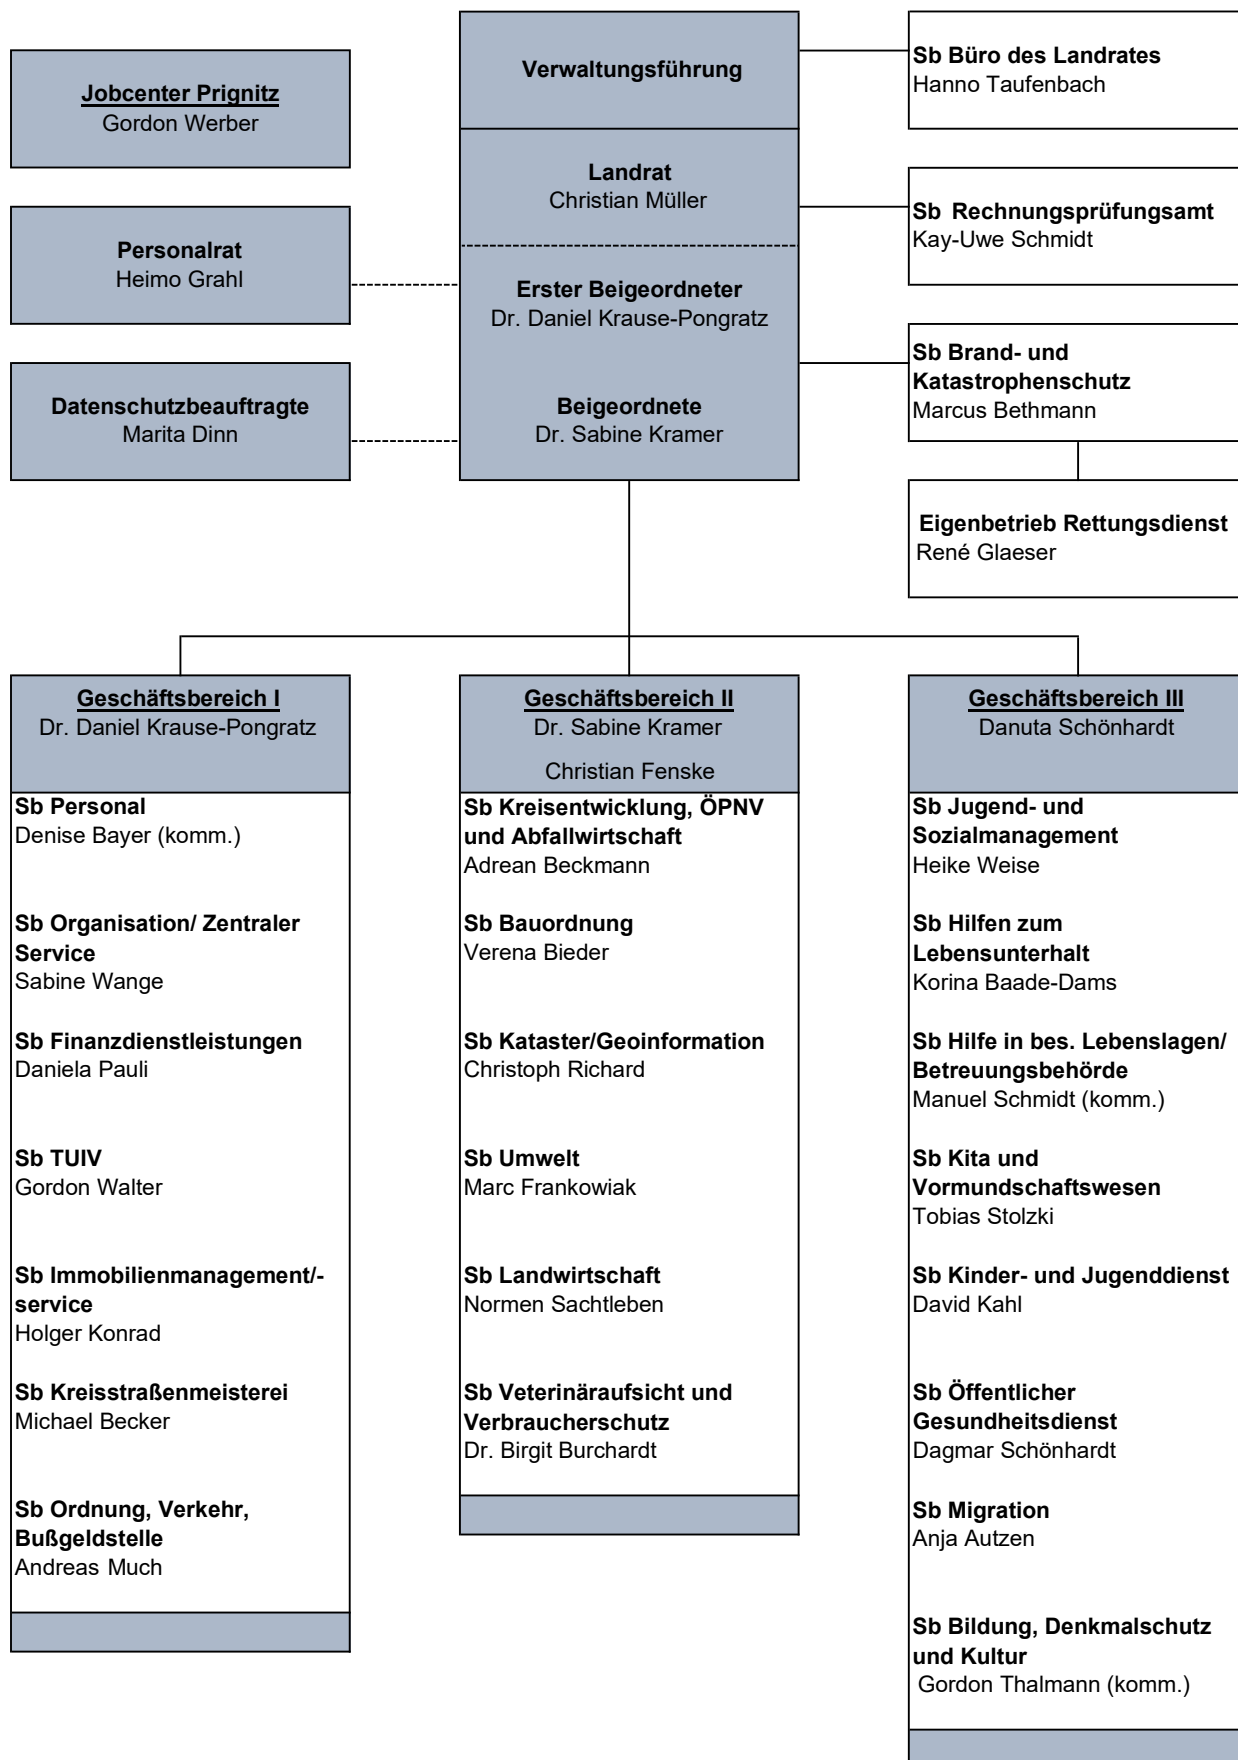 Jobcenter Prignitz
Gordon Werber
Personalrat
Heimo Grahl
Datenschutzbeauftragte
Marita Dinn
Verwaltungsführung
Landrat
Christian Müller
Erster Beigeordneter
Dr. Daniel Krause-Pongratz
Beigeordnete
Dr. Sabine Kramer
Sb Büro des Landrates
Hanno Taufenbach
Sb Rechnungsprüfungsamt
Kay-Uwe Schmidt
Sb Brand- und
Katastrophenschutz
Marcus Bethmann
Eigenbetrieb Rettungsdienst
René Glaeser
Geschäftsbereich I
Dr. Daniel Krause-Pongratz
Sb Personal
Denise Bayer (komm.)
Sb Organisation/ Zentraler
Service
Sabine Wange
Sb Finanzdienstleistungen
Daniela Pauli
Sb TUIV
Gordon Walter
Sb Immobilienmanagement/-
service
Holger Konrad
Sb Kreisstraßenmeisterei
Michael Becker
Sb Ordnung, Verkehr,
Bußgeldstelle
Andreas Much
Geschäftsbereich II
Dr. Sabine Kramer
Christian Fenske
Sb Kreisentwicklung, ÖPNV
und Abfallwirtschaft
Adrean Beckmann
Sb Bauordnung
Verena Bieder
Sb Kataster/Geoinformation
Christoph Richard
Sb Umwelt
Marc Frankowiak
Sb Landwirtschaft
Normen Sachtleben
Sb Veterinäraufsicht und
Verbraucherschutz
Dr. Birgit Burchardt
Geschäftsbereich III
Danuta Schönhardt
Sb Jugend- und
Sozialmanagement
Heike Weise
Sb Hilfen zum
Lebensunterhalt
Korina Baade-Dams
Sb Hilfe in bes. Lebenslagen/
Betreuungsbehörde
Manuel Schmidt (komm.)
Sb Kita und
Vormundschaftswesen
Tobias Stolzki
Sb Kinder- und Jugenddienst
David Kahl
Sb Öffentlicher
Gesundheitsdienst
Dagmar Schönhardt
Sb Migration
Anja Autzen
Sb Bildung, Denkmalschutz
und Kultur
Gordon Thalmann (komm.)